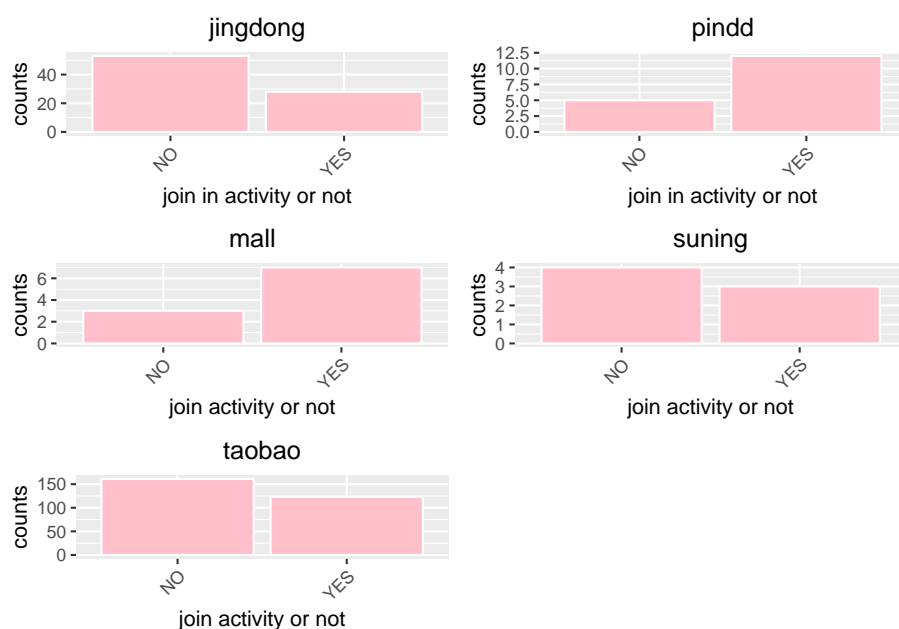 jingdong
counts
40
20
0
NO
YES
join in activity or not
pindd
counts
12.5
10.0
7.5
5.0
2.5
0.0
NO
YES
join in activity or not
mall
counts
6
4
2
0
NO
YES
join activity or not
suning
counts
4
3
2
1
0
NO
YES
join activity or not
taobao
counts
150
100
50
0
NO
YES
join activity or not